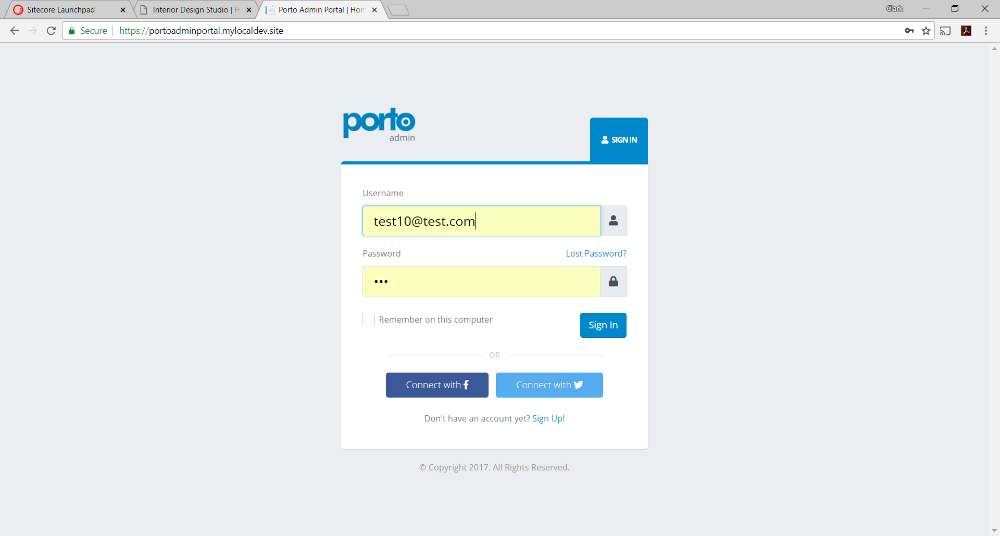 Sitecore Launchpad
Interior Design Studio | H
Porto Admin Portal | Hom
Clark
Secure
https://portoadminportal.mylocaldev.site
porto
admin
SIGN IN
Username
test10@test.com
Password
Lost Password?
•••
Remember on this computer
Sign In
OR
Connect with
Connect with
Don't have an account yet? Sign Up!
© Copyright 2017. All Rights Reserved.